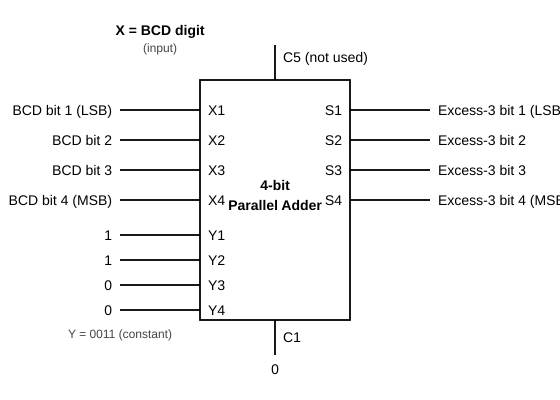 X = BCD digit
(input)
C5 (not used)
BCD bit 1 (LSB) X1 S1 Excess-3 bit 1 (LSB
BCD bit 2 X2 S2 Excess-3 bit 2
BCD bit 3 X3 S3 Excess-3 bit 3
4-bit
BCD bit 4 (MSB) X4 Parallel Adder S4 Excess-3 bit 4 (MSB
1 Y1
1 Y2
0 Y3
0 Y4
Y = 0011 (constant)
C1
0